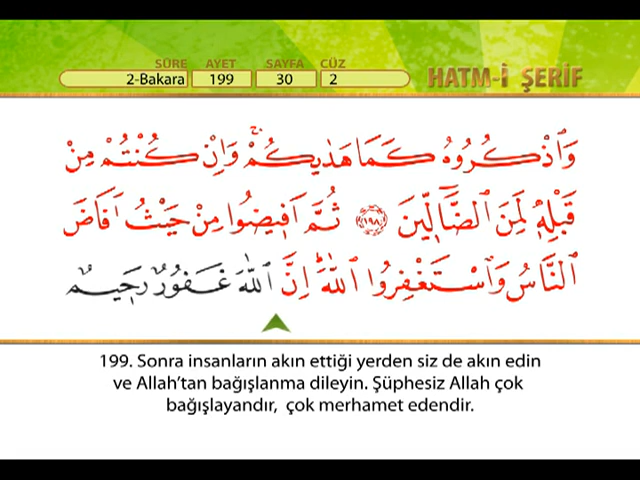 SÛRE AYET SAYFA CÜZ
2-Bakara 199 30 2
HATM-İ ŞERİF
وَاذْكُرُوهُ كَمَا هَدٰيكُمْۚ وَاِنْ كُنْتُمْ مِنْ
قَبْلِه۪ لَمِنَ الضَّٓالّ۪ينَ ﴿١٩٨﴾ ثُمَّ اَف۪يضُوا مِنْ حَيْثُ اَفَاضَ
النَّاسُ وَاسْتَغْفِرُوا اللّٰهَۜ اِنَّ اللّٰهَ غَفُورٌ رَح۪يمٌ
199. Sonra insanların akın ettiği yerden siz de akın edin
ve Allah’tan bağışlanma dileyin. Şüphesiz Allah çok
bağışlayandır, çok merhamet edendir.